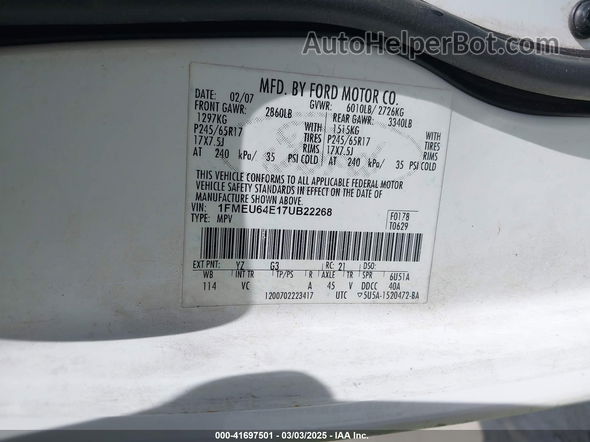 AutoHelperBot.com
MFD. BY FORD MOTOR CO.
DATE: 02/07 GVWR: 6010LB/ 2726KG
FRONT GAWR: 2860LB REAR GAWR: 3340LB
1297KG WITH 1515KG WITH
P245/65R17 TIRES P245/65R17 TIRES
17X7.5J RIMS 17X7.5J RIMS
AT 240 kPa/ 35 PSI COLD AT 240 kPa/ 35 PSI COLD
THIS VEHICLE CONFORMS TO ALL APPLICABLE FEDERAL MOTOR
VEHICLE SAFETY STANDARDS IN EFFECT ON THE DATE OF
MANUFACTURE SHOWN ABOVE.
VIN: 1FMEU64E17UB22268 F0178
TYPE: MPV T0629
EXT PNT: YZ G3 RC: 21 DSO:
WB INT TR TP/PS R AXLE TR SPR 6U51A
114 VC A 45 V DDCC 40A
1200702223417 UTC ▽5U5A-1520472-BA
© 41697501 - 03/03/2025 - IAA Inc.